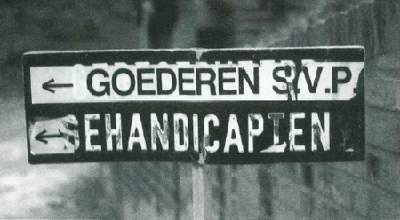 ← GOEDEREN S.V.P.
← GEHANDICAPTEN